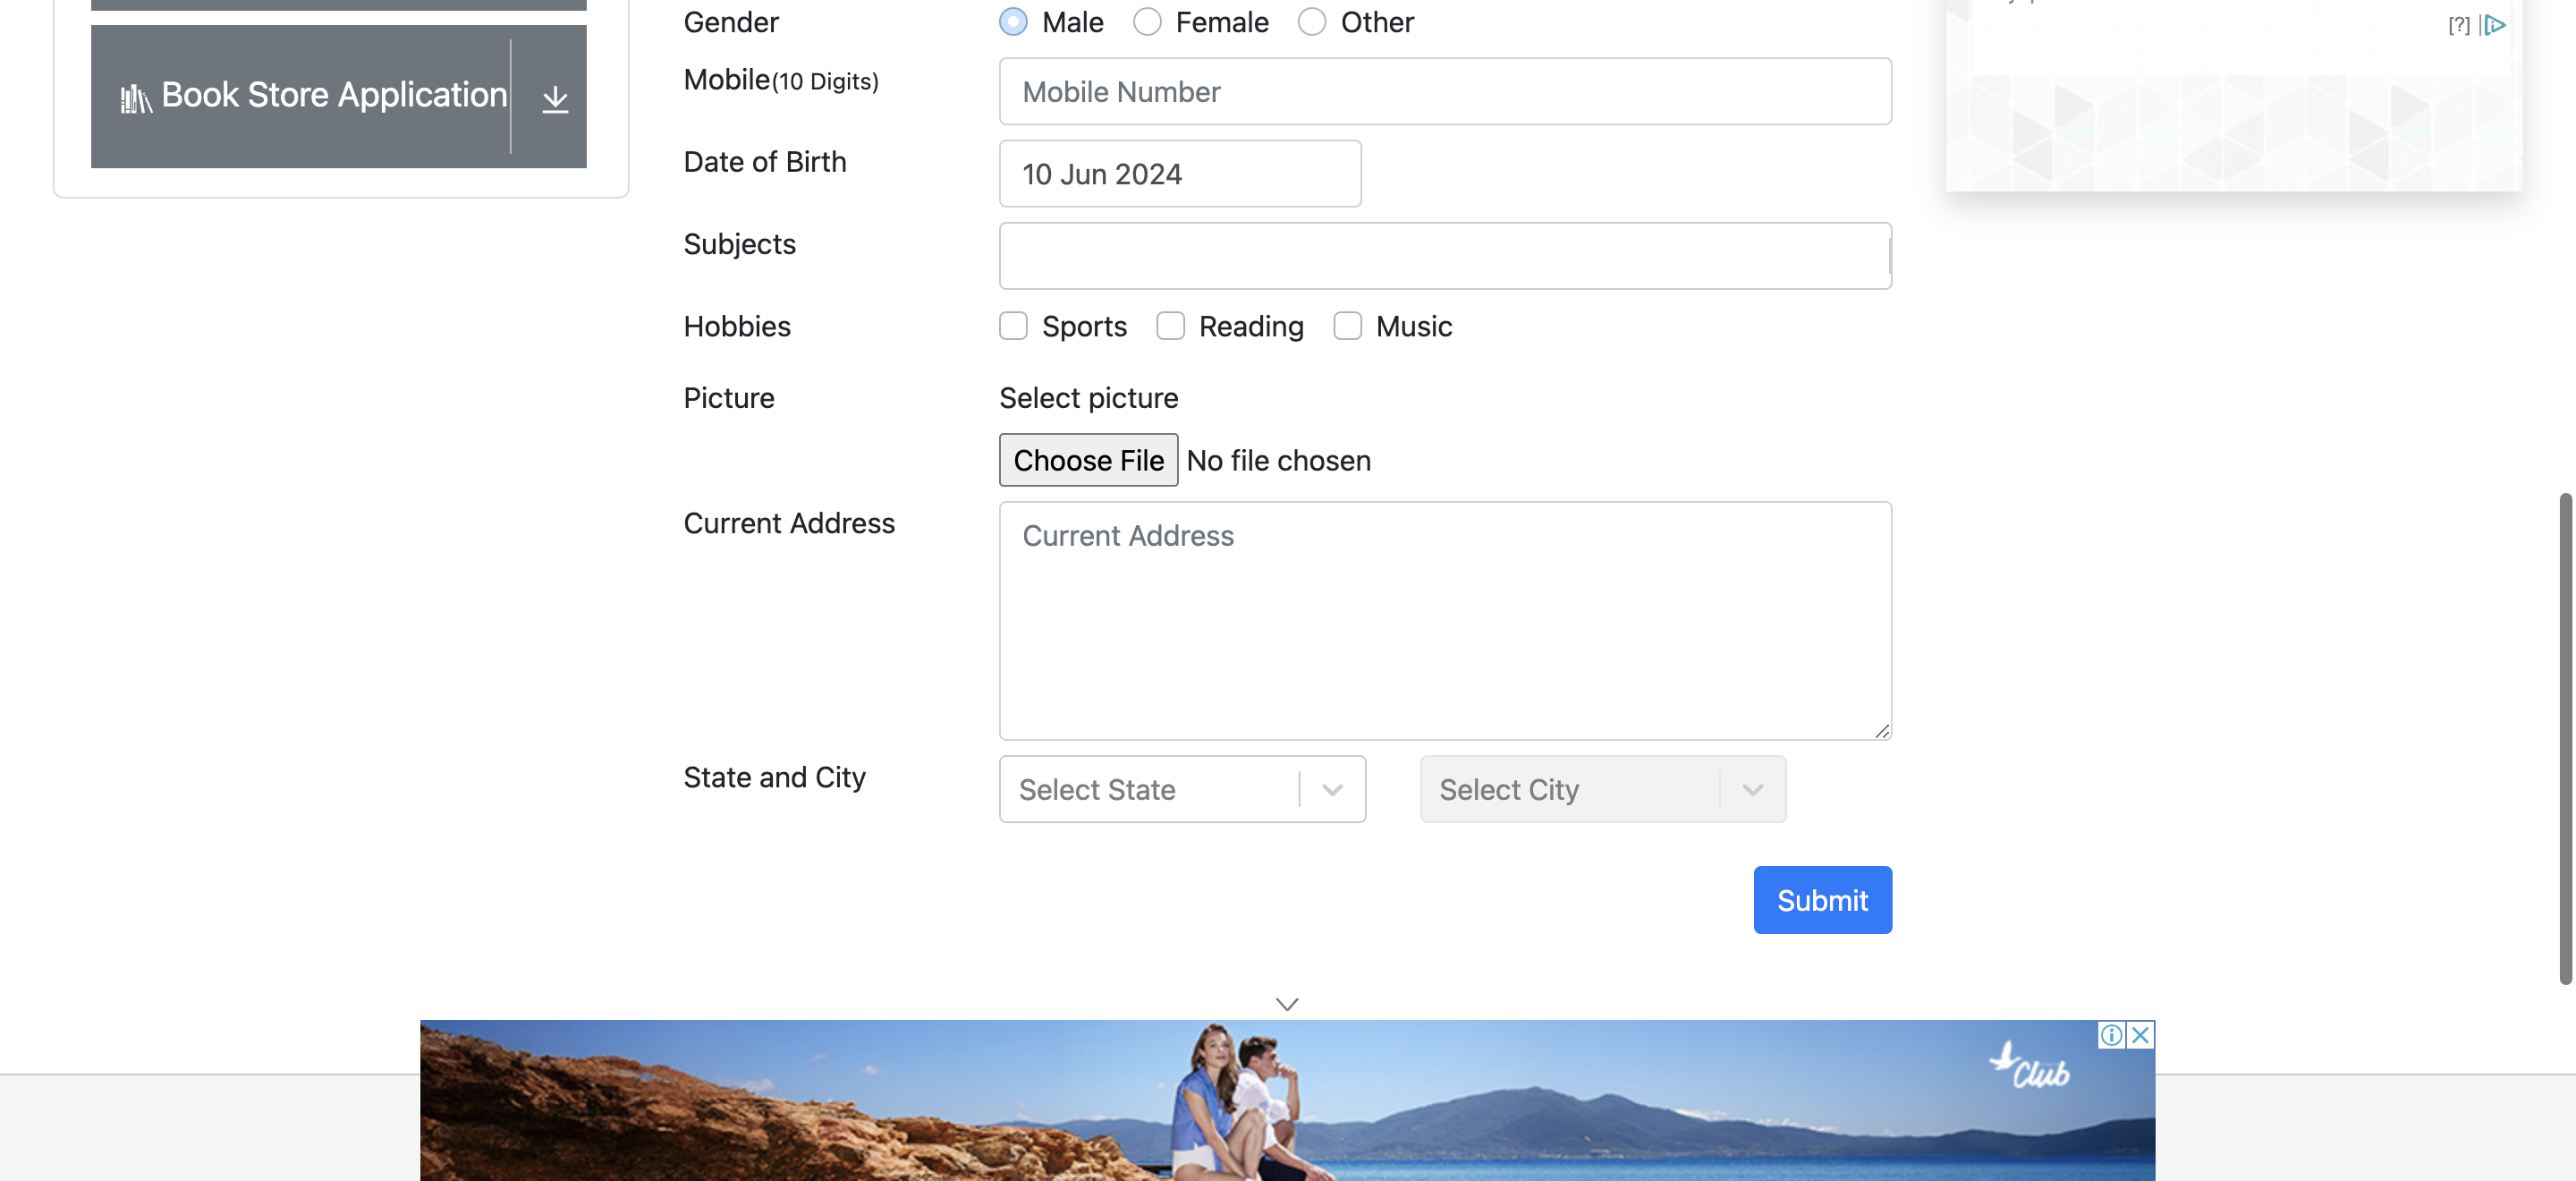 Book Store Application
Gender Male Female Other
Mobile(10 Digits) Mobile Number
Date of Birth 10 Jun 2024
Subjects
Hobbies Sports Reading Music
Picture Select picture
Choose File No file chosen
Current Address Current Address
State and City Select State Select City
Submit
[?]
Club